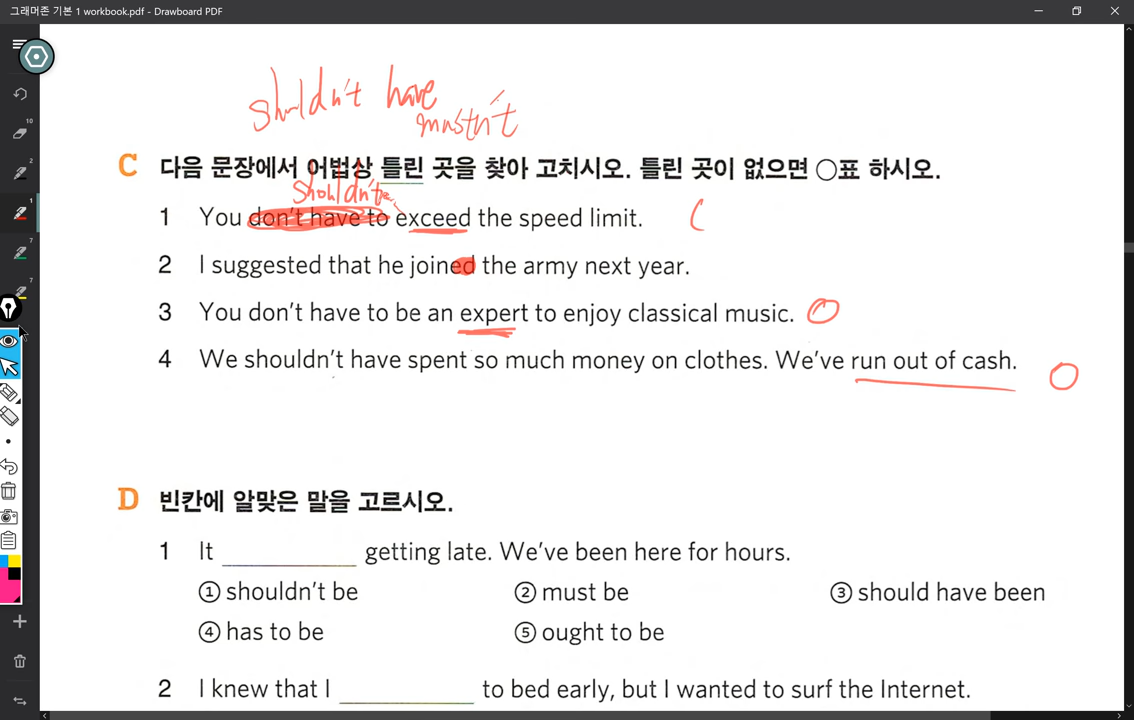 그래머존 기본 1 workbook.pdf - Drawboard PDF
shouldn't have
mustn't
C 다음 문장에서 어법상 틀린 곳을 찾아 고치시오. 틀린 곳이 없으면 ○표 하시오.
shouldn't
1 You don't have to exceed the speed limit.
2 I suggested that he joined the army next year.
3 You don't have to be an expert to enjoy classical music.
4 We shouldn't have spent so much money on clothes. We've run out of cash.
D 빈칸에 알맞은 말을 고르시오.
1 It ____________ getting late. We've been here for hours.
① shouldn't be ② must be ③ should have been
④ has to be ⑤ ought to be
2 I knew that I ____________ to bed early, but I wanted to surf the Internet.
10
2
1
7
7